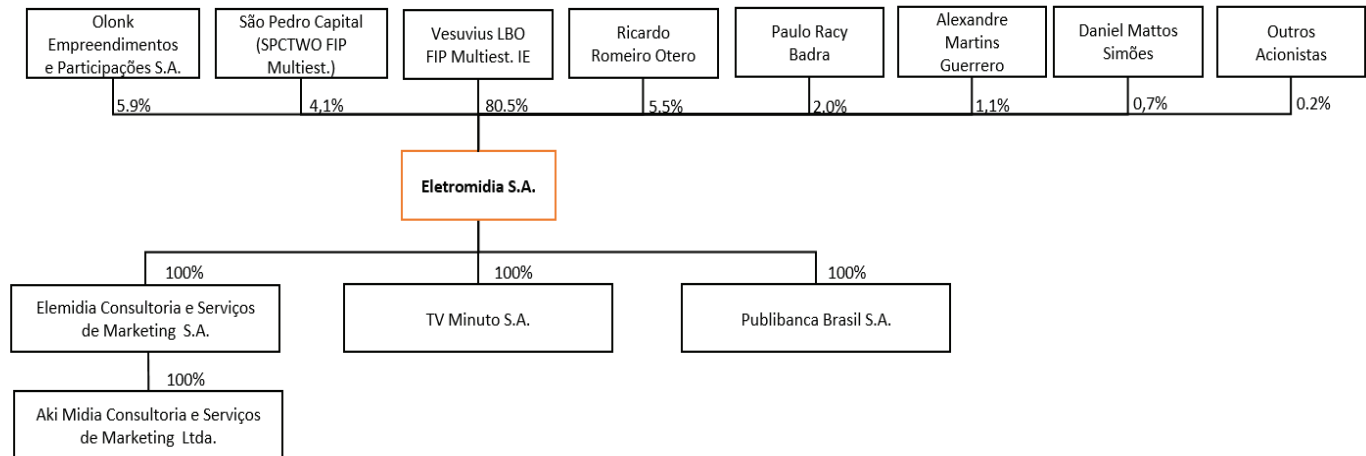 Olonk
Empreendimentos
e Participações S.A.
São Pedro Capital
(SPCTWO FIP
Multiest.)
Vesuvius LBO
FIP Multiest. IE
Ricardo
Romeiro Otero
Paulo Racy
Badra
Alexandre
Martins
Guerrero
Daniel Mattos
Simões
Outros
Acionistas
5.9%
4,1%
80.5%
5.5%
2.0%
1,1%
0,7%
0.2%
Eletromidia S.A.
100%
100%
100%
Elemidia Consultoria e Serviços
de Marketing S.A.
TV Minuto S.A.
Publibanca Brasil S.A.
100%
Aki Midia Consultoria e Serviços
de Marketing Ltda.